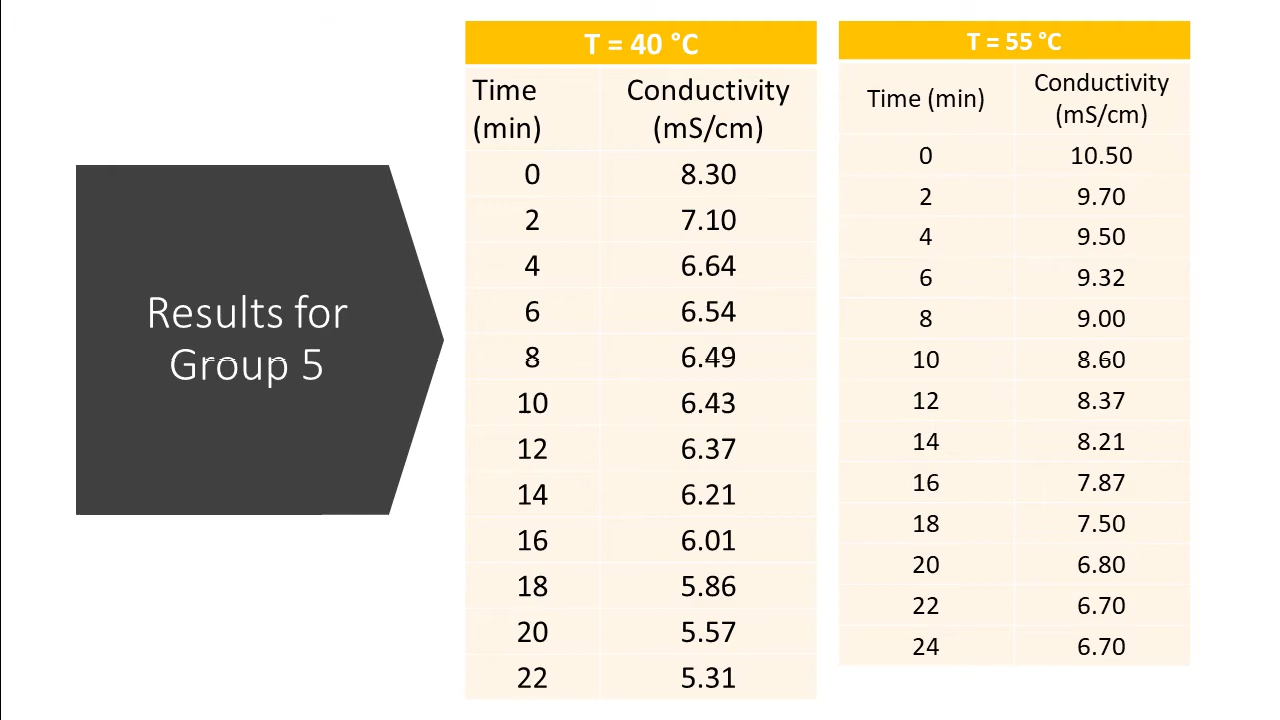 Results for
Group 5
T = 40 °C
Time
(min)
Conductivity
(mS/cm)
0 8.30
2 7.10
4 6.64
6 6.54
8 6.49
10 6.43
12 6.37
14 6.21
16 6.01
18 5.86
20 5.57
22 5.31
T = 55 °C
Time (min)
Conductivity
(mS/cm)
0 10.50
2 9.70
4 9.50
6 9.32
8 9.00
10 8.60
12 8.37
14 8.21
16 7.87
18 7.50
20 6.80
22 6.70
24 6.70